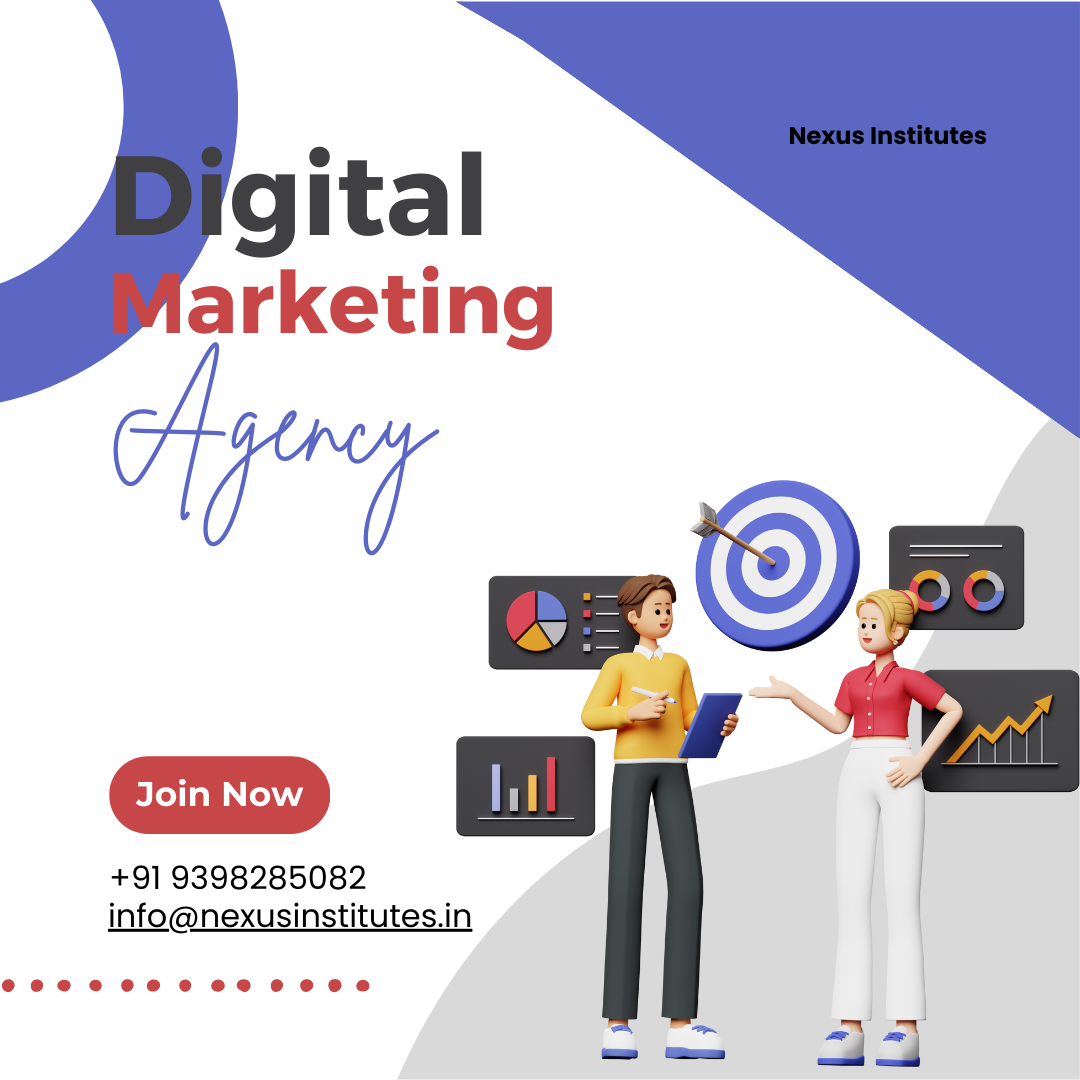 Nexus Institutes
Digital
Marketing
Agency
Join Now
+91 9398285082
info@nexusinstitutes.in